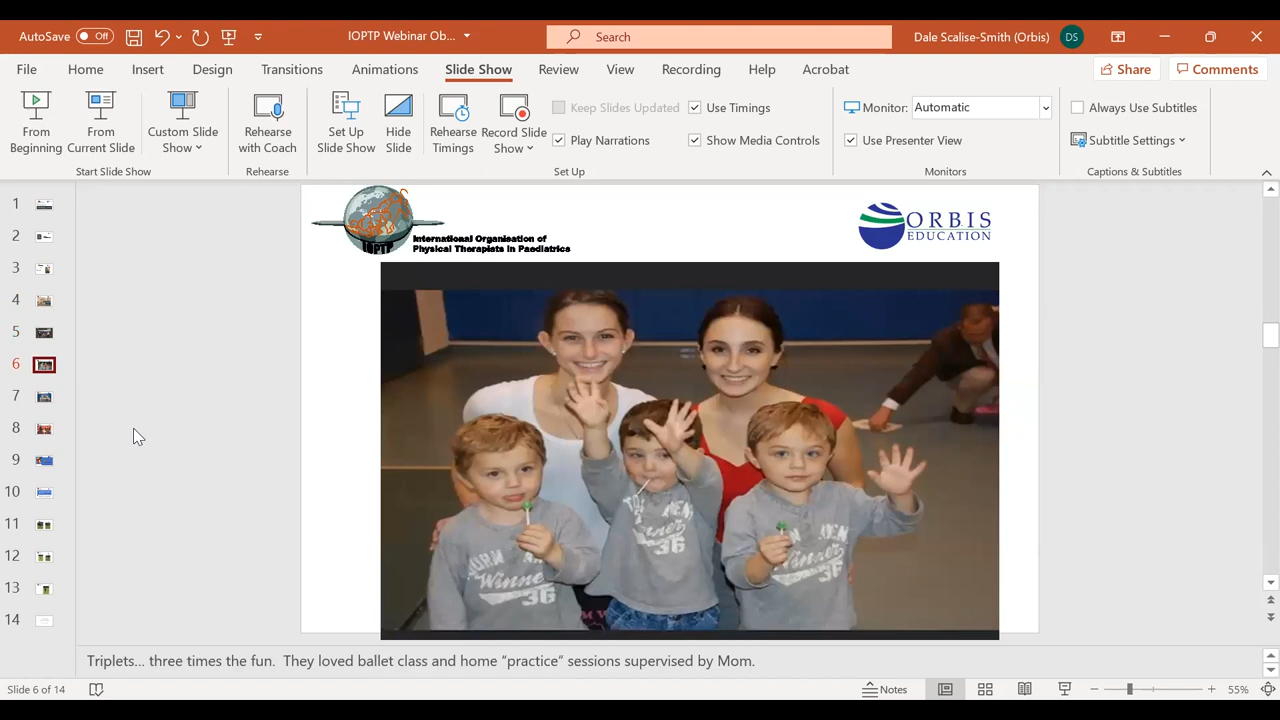 AutoSave Off IOPTP Webinar Ob... Search Dale Scalise-Smith (Orbis) DS
File Home Insert Design Transitions Animations Slide Show Review View Recording Help Acrobat Share Comments
From Beginning
From Current Slide
Custom Slide Show
Rehearse with Coach
Set Up Slide Show
Hide Slide
Rehearse Timings
Record Slide Show
Keep Slides Updated
Play Narrations
Use Timings
Show Media Controls
Monitor: Automatic
Use Presenter View
Always Use Subtitles
Subtitle Settings
Start Slide Show Rehearse Set Up Monitors Captions & Subtitles
1
2
3
4
5
6
7
8
9
10
11
12
13
14
IOPTP
International Organisation of
Physical Therapists in Paediatrics
ORBIS
EDUCATION
Winner
36
36
Winner
36
Triplets... three times the fun. They loved ballet class and home “practice” sessions supervised by Mom.
Slide 6 of 14 Notes 55%